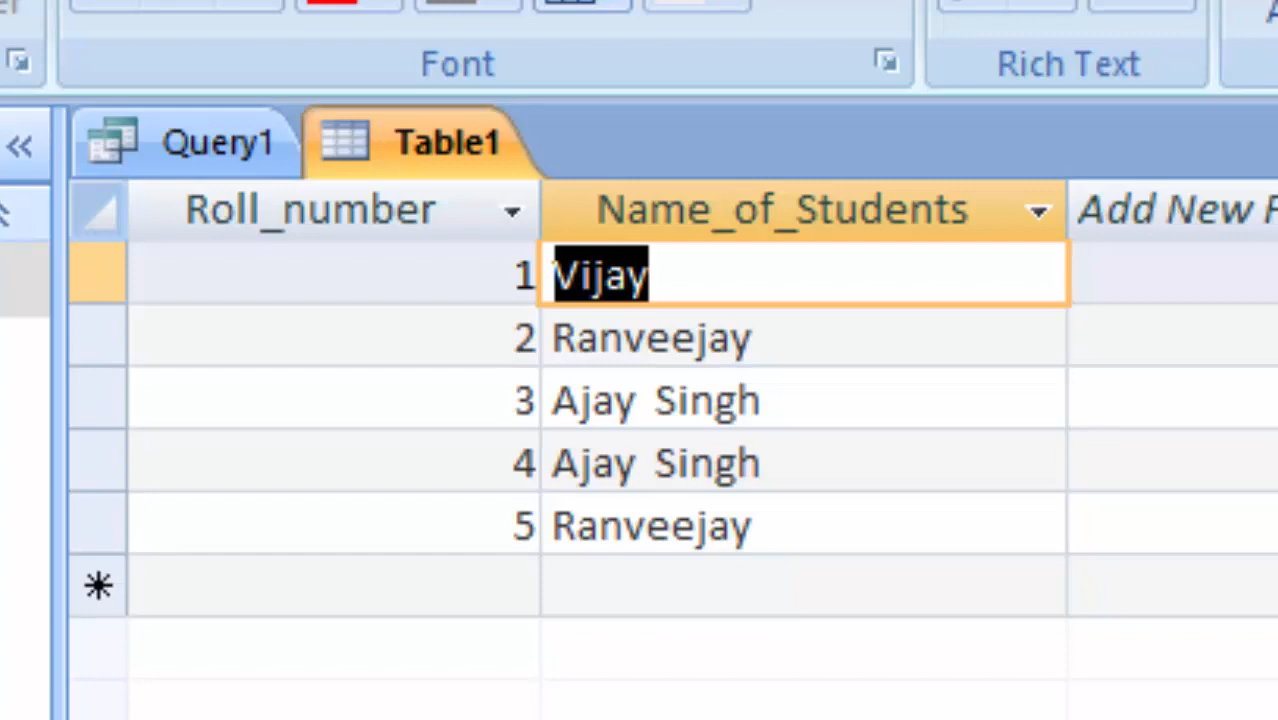 Font Rich Text
Query1 Table1
Roll_number Name_of_Students Add New
1 Vijay
2 Ranveejay
3 Ajay Singh
4 Ajay Singh
5 Ranveejay